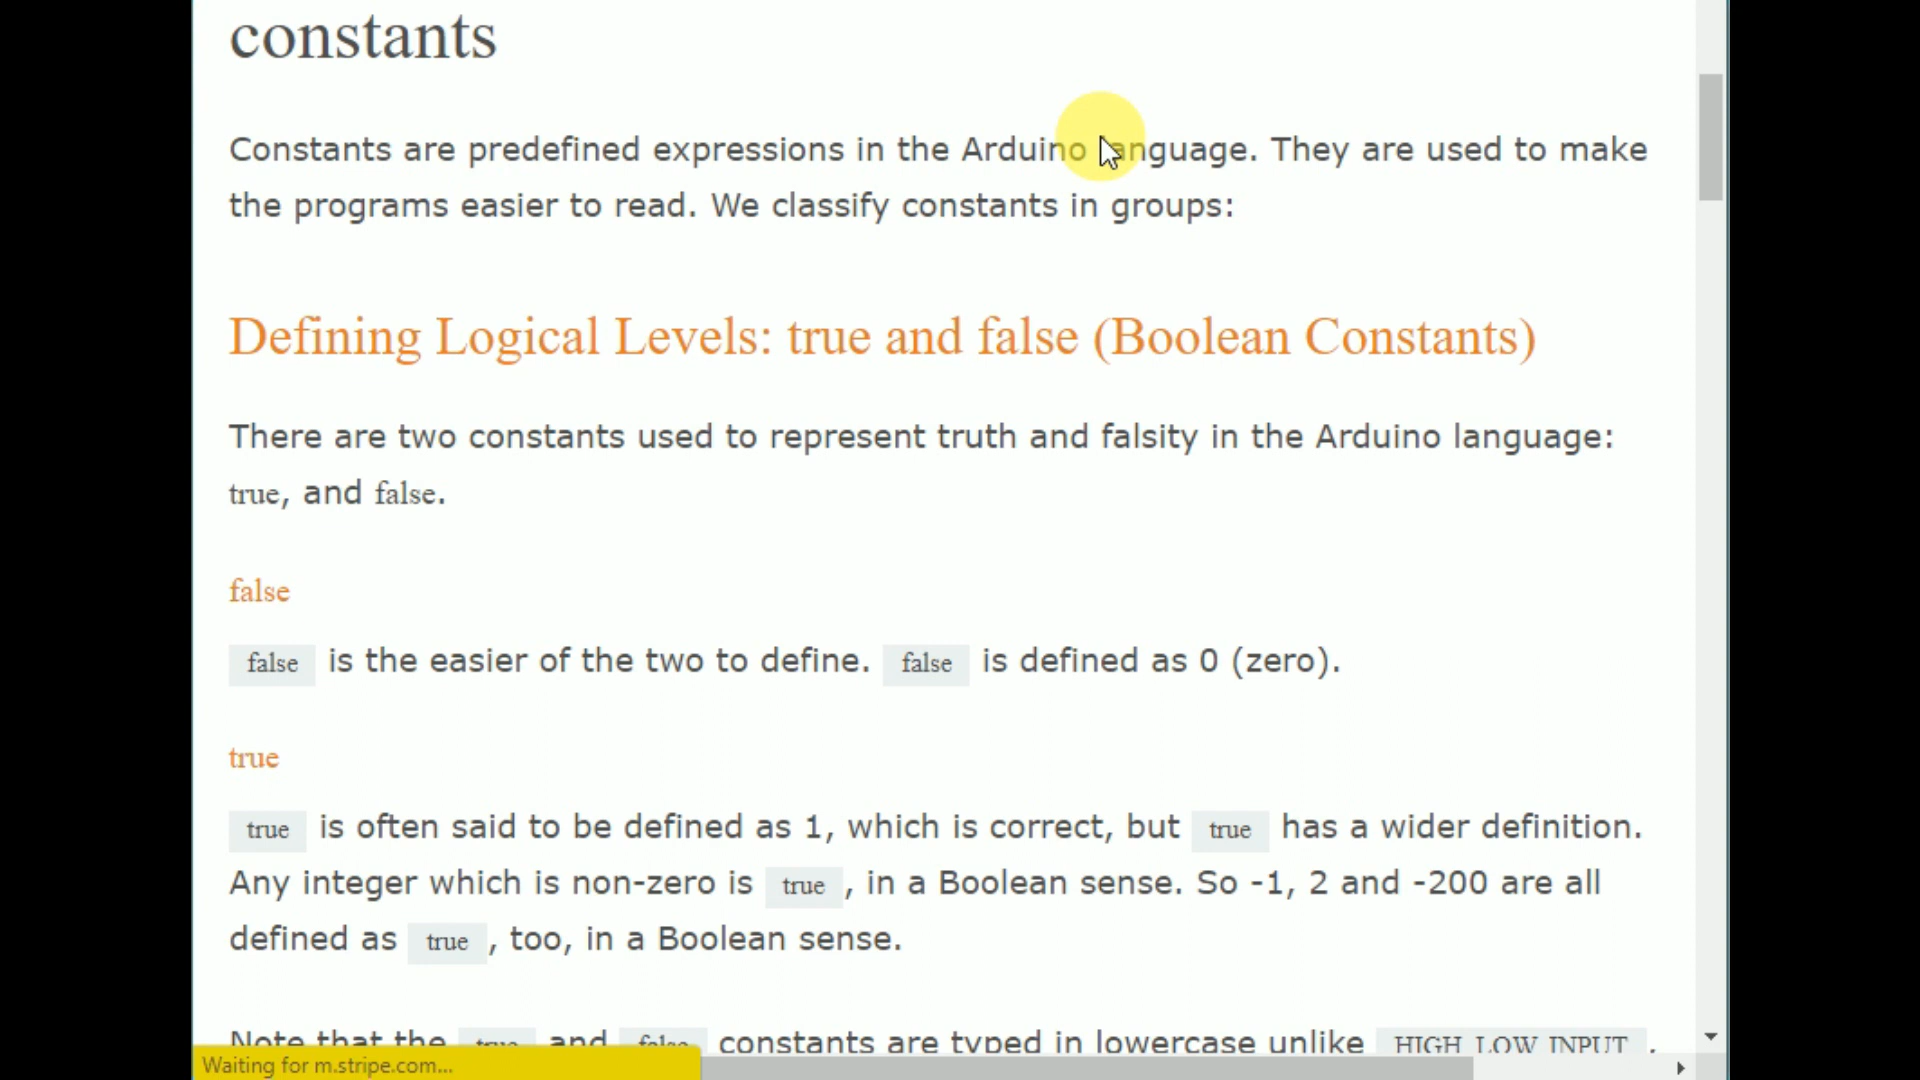 constants
Constants are predefined expressions in the Arduino language. They are used to make
the programs easier to read. We classify constants in groups:
Defining Logical Levels: true and false (Boolean Constants)
There are two constants used to represent truth and falsity in the Arduino language:
true, and false.
false
false is the easier of the two to define. false is defined as 0 (zero).
true
true is often said to be defined as 1, which is correct, but true has a wider definition.
Any integer which is non-zero is true , in a Boolean sense. So -1, 2 and -200 are all
defined as true , too, in a Boolean sense.
Note that the true and false constants are typed in lowercase unlike HIGH LOW INPUT ,
Waiting for m.stripe.com...